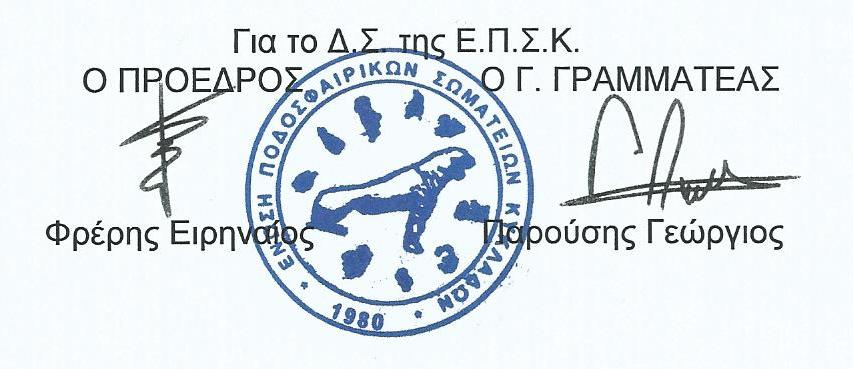 Για το Δ.Σ. της Ε.Π.Σ.Κ.
Ο ΠΡΟΕΔΡΟΣ Ο Γ. ΓΡΑΜΜΑΤΕΑΣ
ΕΝΩΣΗ ΠΟΔΟΣΦΑΙΡΙΚΩΝ ΣΩΜΑΤΕΙΩΝ ΚΥΚΛΑΔΩΝ
* 1980 *
Φρέρης Ειρηναίος Παρούσης Γεώργιος